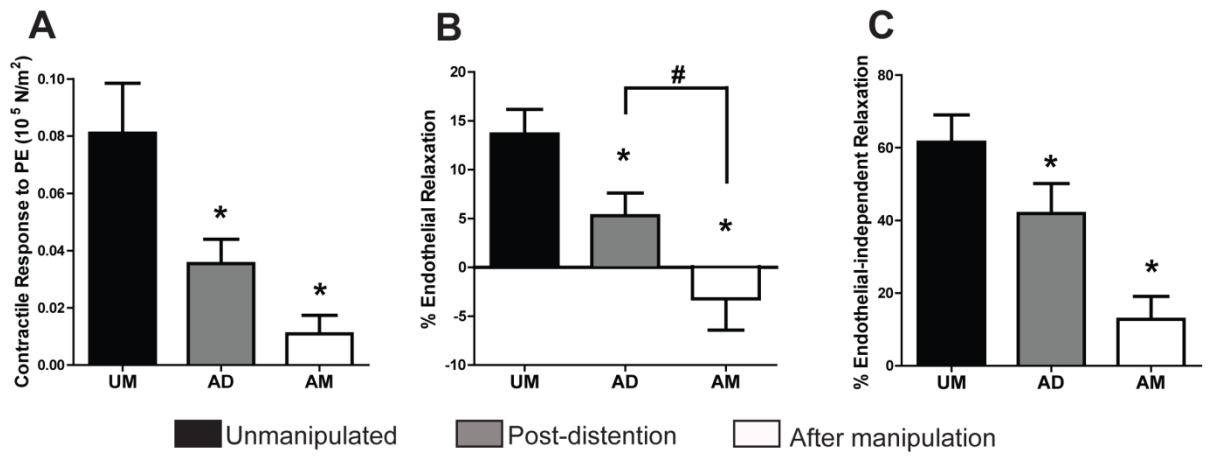 A
Contractile Response to PE (10⁵ N/m²)
0.10
0.08
0.06
0.04
0.02
0.00
*
*
UM AD AM
B
% Endothelial Relaxation
20
15
10
5
0
-5
-10
#
*
*
UM AD AM
C
% Endothelial-independent Relaxation
80
60
40
20
0
*
*
UM AD AM
Unmanipulated Post-distention After manipulation